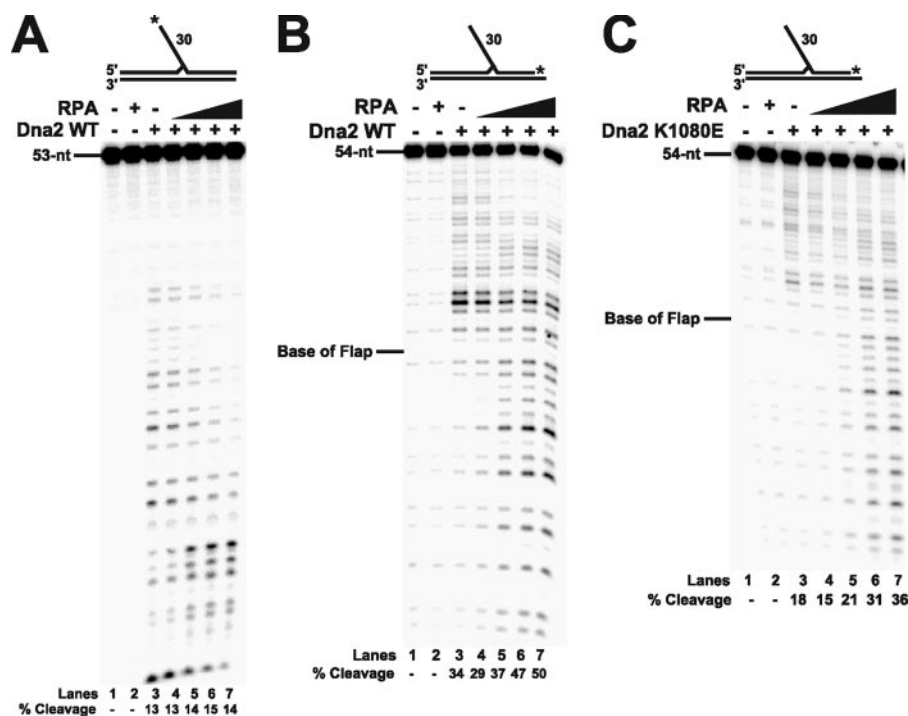 A
*
30
5'
3'
RPA - + -
Dna2 WT - - + + + + +
53-nt
Lanes 1 2 3 4 5 6 7
% Cleavage - - 13 13 14 15 14
B
30
5'
3'
*
RPA - + -
Dna2 WT - - + + + + +
54-nt
Base of Flap
Lanes 1 2 3 4 5 6 7
% Cleavage - - 34 29 37 47 50
C
30
5'
3'
*
RPA - + -
Dna2 K1080E - - + + + + +
54-nt
Base of Flap
Lanes 1 2 3 4 5 6 7
% Cleavage - - 18 15 21 31 36